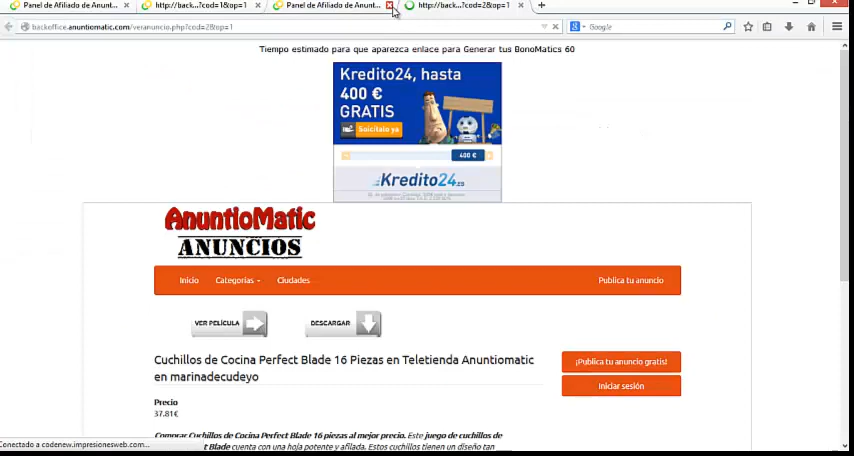 Panel de Afiliado de Anunt... × http://back...?cod=1&op=1 × Panel de Afiliado de Anunt... × http://back...?cod=2&op=1 × +
backoffice.anuntiomatic.com/veranuncio.php?cod=2&op=1 Google
Tiempo estimado para que aparezca enlace para Generar tus BonoMatics 60
Kredito24, hasta
400 €
GRATIS
Solicítalo ya
400 €
Kredito24.es
AnuntioMatic
ANUNCIOS
Inicio Categorías Ciudades Publica tu anuncio
VER PELÍCULA DESCARGAR
Cuchillos de Cocina Perfect Blade 16 Piezas en Teletienda Anuntiomatic
en marinadecudeyo
¡Publica tu anuncio gratis!
Iniciar sesión
Precio
37.81€
Comprar Cuchillos de Cocina Perfect Blade 16 piezas al mejor precio. Este juego de cuchillos de
Blade cuenta con una hoja potente y afilada. Estos cuchillos tienen un diseño tan
Conectado a codenew.impresionesweb.com...